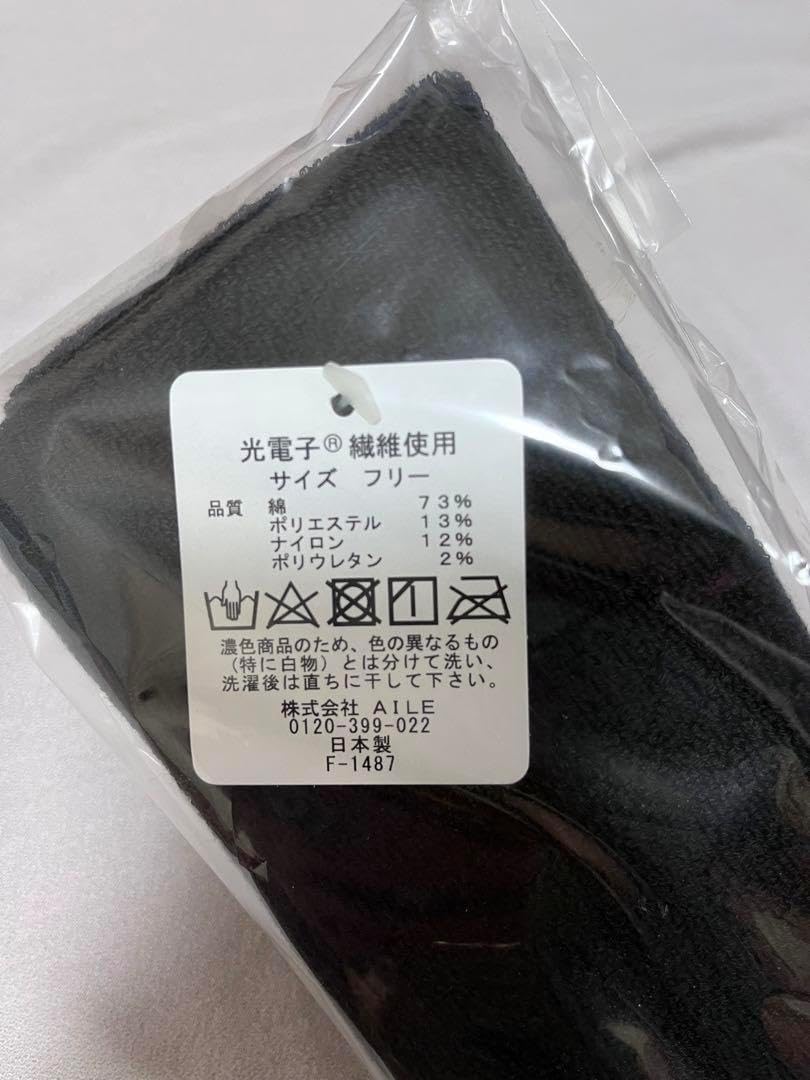 光電子®繊維使用
サイズ フリー
品質 綿 73%
ポリエステル 13%
ナイロン 12%
ポリウレタン 2%
濃色商品のため、色の異なるもの
(特に白物)とは分けて洗い、
洗濯後は直ちに干して下さい。
株式会社 AILE
0120-399-022
日本製
F-1487